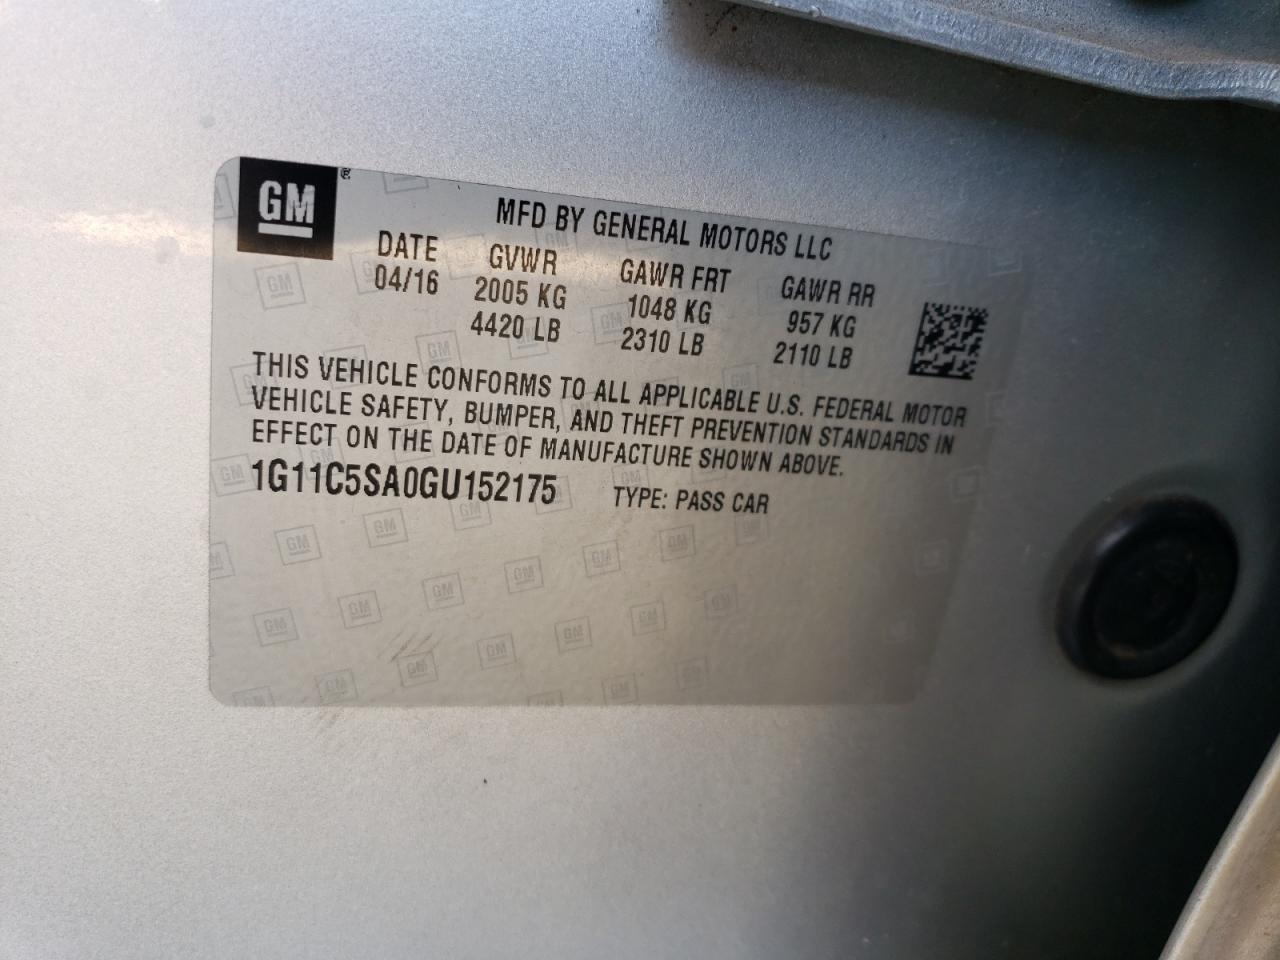 GM®
MFD BY GENERAL MOTORS LLC
DATE GVWR GAWR FRT GAWR RR
04/16 2005 KG 1048 KG 957 KG
4420 LB 2310 LB 2110 LB
THIS VEHICLE CONFORMS TO ALL APPLICABLE U.S. FEDERAL MOTOR
VEHICLE SAFETY, BUMPER, AND THEFT PREVENTION STANDARDS IN
EFFECT ON THE DATE OF MANUFACTURE SHOWN ABOVE.
1G11C5SA0GU152175 TYPE: PASS CAR